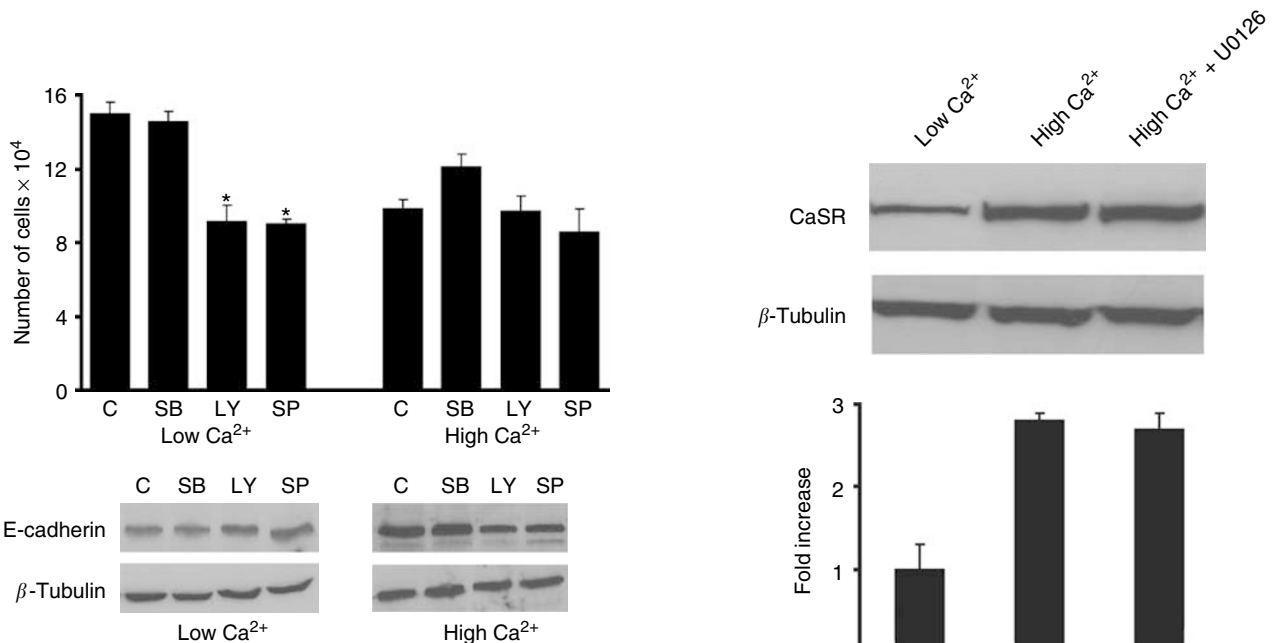 16
12
8
4
0
Number of cells × 10⁴
*
*
C SB LY SP
Low Ca²⁺
C SB LY SP
High Ca²⁺
C SB LY SP
E-cadherin
β-Tubulin
Low Ca²⁺
C SB LY SP
High Ca²⁺
Low Ca²⁺
High Ca²⁺
High Ca²⁺ + U0126
CaSR
β-Tubulin
3
2
1
Fold increase